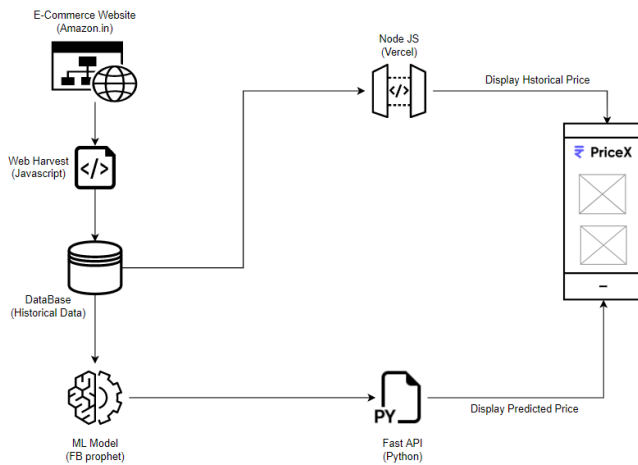 E-Commerce Website
(Amazon.in)
Node JS
(Vercel)
Display Hstorical Price
</>
₹ PriceX
Web Harvest
(Javascript)
</>
DataBase
(Historical Data)
PY
Display Predicted Price
ML Model
(FB prophet)
Fast API
(Python)